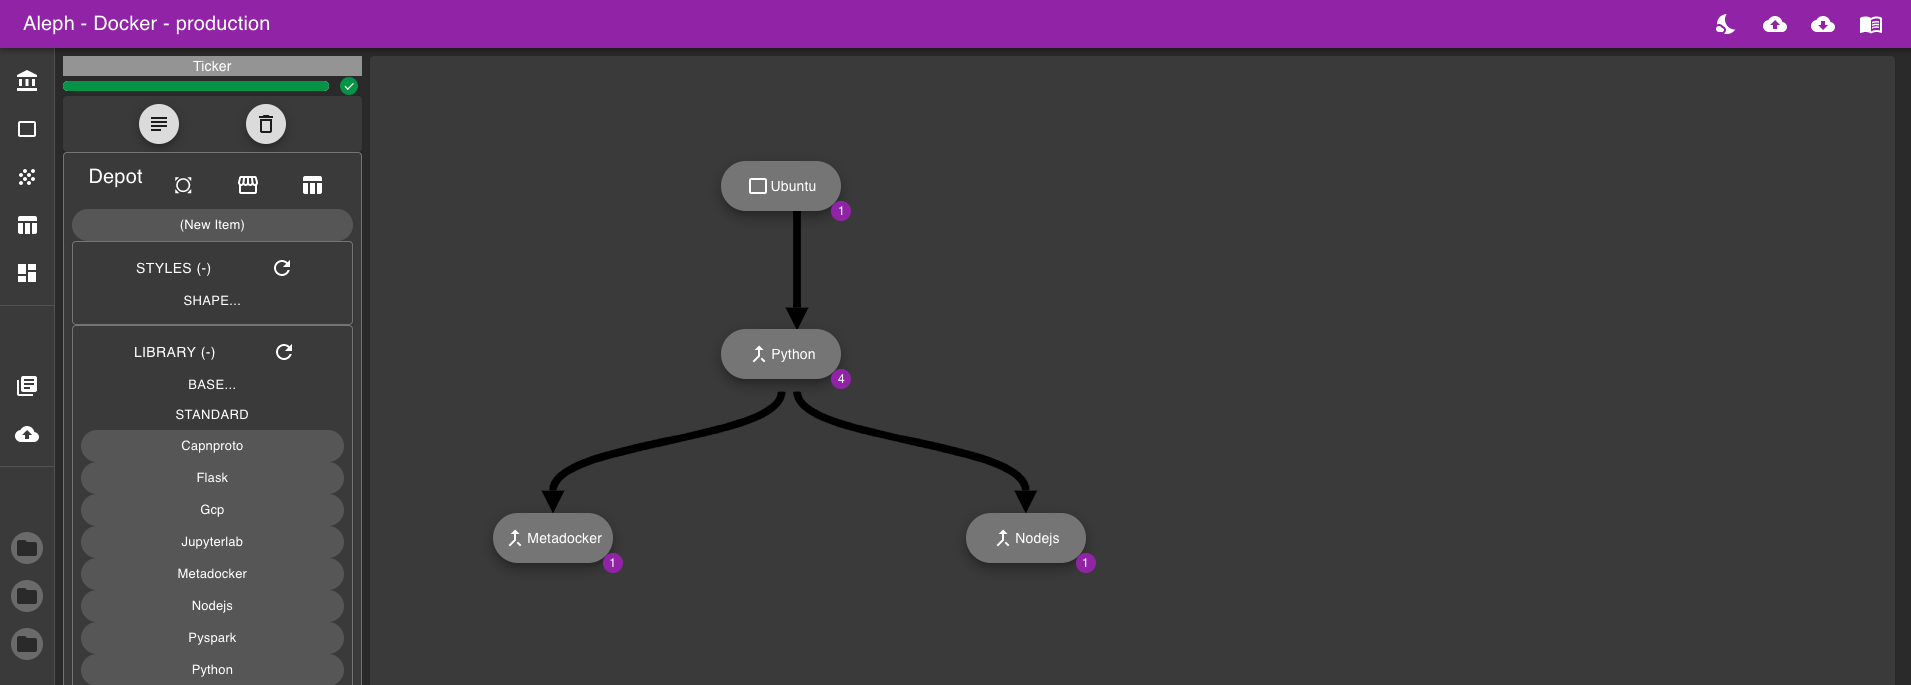 Aleph - Docker - production
Ticker
Depot
(New Item)
STYLES (-)
SHAPE...
LIBRARY (-)
BASE...
STANDARD
Capnproto
Flask
Gcp
Jupyterlab
Metadocker
Nodejs
Pyspark
Python
Ubuntu
1
Python
4
Metadocker
1
Nodejs
1